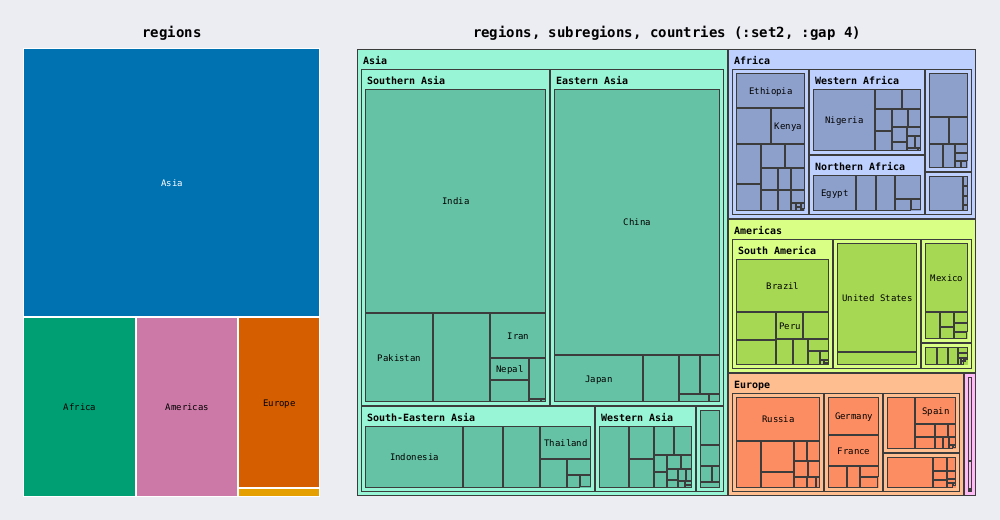 regions
regions, subregions, countries (:set2, :gap 4)
Asia
Africa
Americas
Europe
Asia
Southern Asia
India
Pakistan
Iran
Nepal
Eastern Asia
China
Japan
South-Eastern Asia
Indonesia
Thailand
Western Asia
Africa
Ethiopia
Kenya
Western Africa
Nigeria
Northern Africa
Egypt
Americas
South America
Brazil
Peru
United States
Mexico
Europe
Russia
Germany
France
Spain